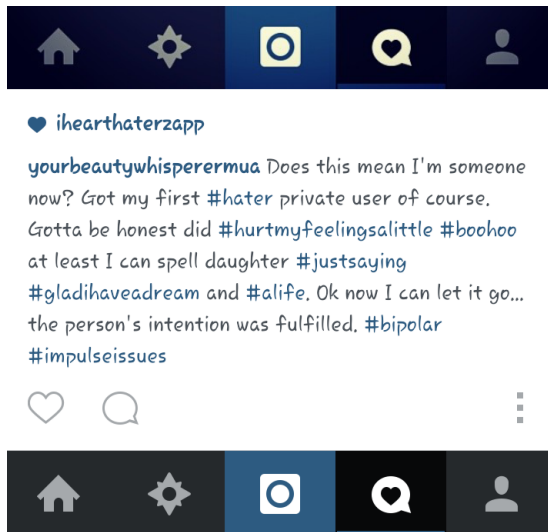 ihearthaterzapp
yourbeautywhisperermua Does this mean I'm someone
now? Got my first #hater private user of course.
Gotta be honest did #hurtmyfeelingsalittle #boohoo
at least I can spell daughter #justsaying
#gladihaveadream and #alife. Ok now I can let it go...
the person's intention was fulfilled. #bipolar
#impulseissues